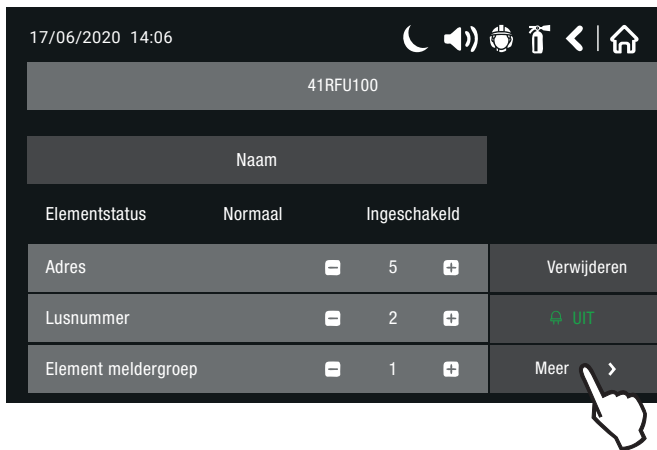 17/06/2020 14:06
41RFU100
Naam
Elementstatus Normaal Ingeschakeld
Adres 5 Verwijderen
Lusnummer 2 UIT
Element meldergroep 1 Meer